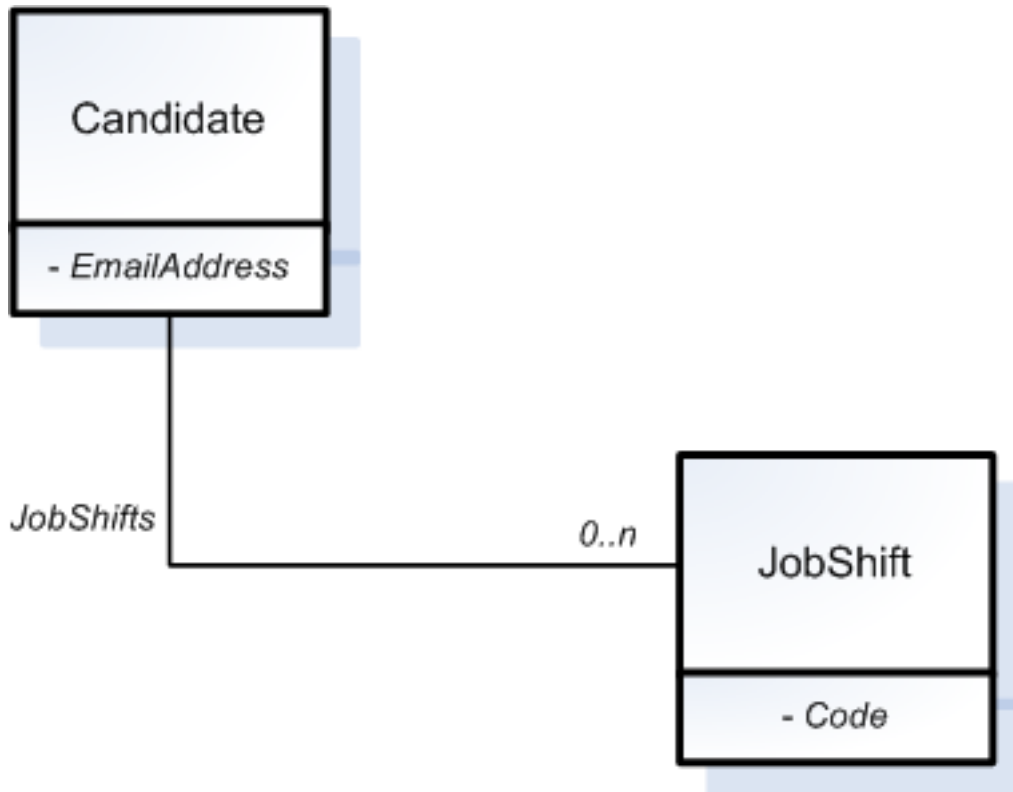 Candidate
- EmailAddress
JobShifts
0..n
JobShift
- Code